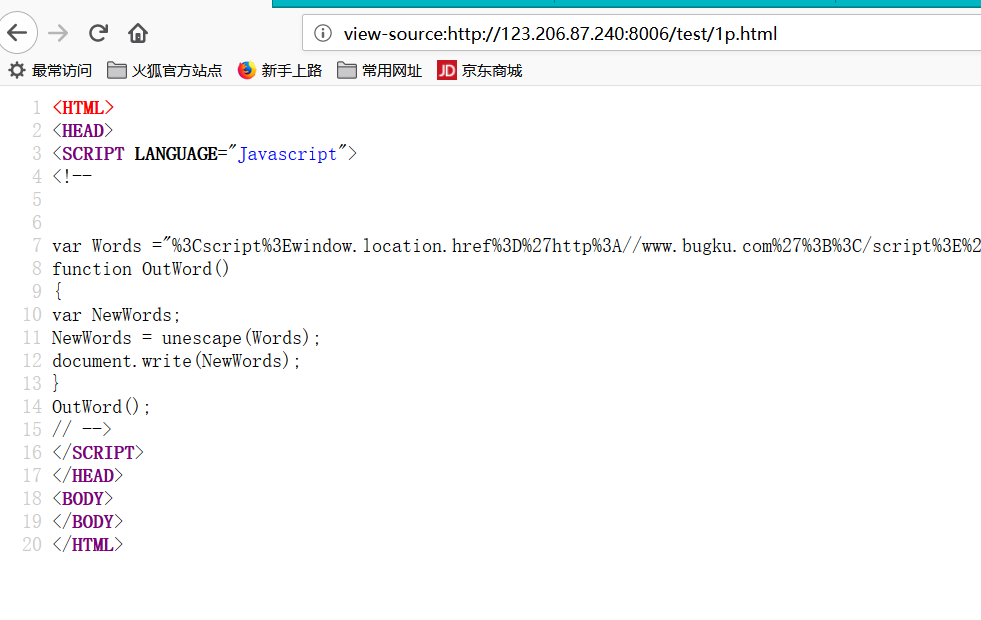 view-source:http://123.206.87.240:8006/test/1p.html
最常访问 火狐官方站点 新手上路 常用网址 JD 京东商城
1 <HTML>
2 <HEAD>
3 <SCRIPT LANGUAGE="Javascript">
4 <!--
5
6
7 var Words ="%3Cscript%3Ewindow.location.href%3D%27http%3A//www.bugku.com%27%3B%3C/script%3E%2
8 function OutWord()
9 {
10 var NewWords;
11 NewWords = unescape(Words);
12 document.write(NewWords);
13 }
14 OutWord();
15 // -->
16 </SCRIPT>
17 </HEAD>
18 <BODY>
19 </BODY>
20 </HTML>